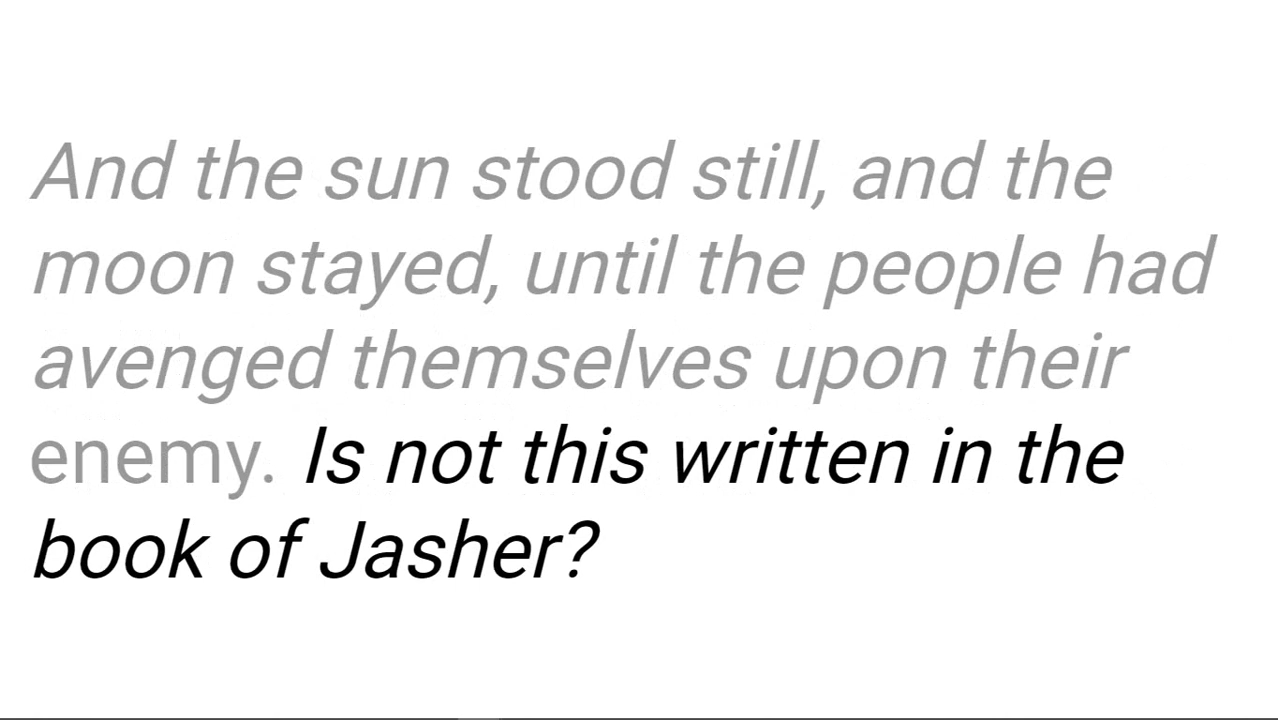 And the sun stood still, and the
moon stayed, until the people had
avenged themselves upon their
enemy. Is not this written in the
book of Jasher?